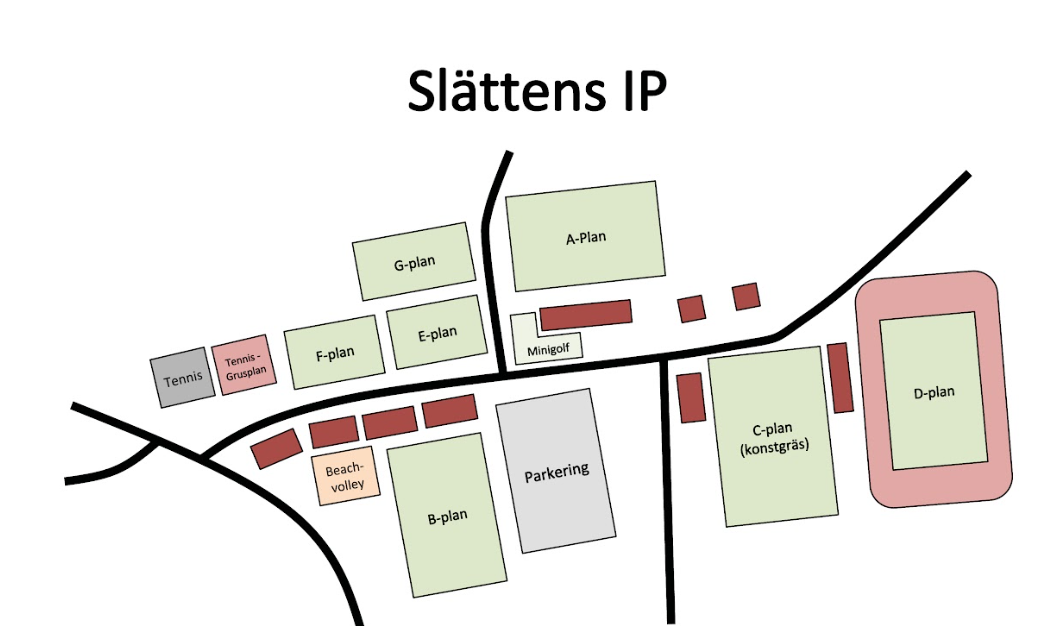 Slättens IP
A-Plan
G-plan
E-plan
F-plan
Minigolf
Tennis -
Grusplan
Tennis
D-plan
C-plan
(konstgräs)
Parkering
Beach-
volley
B-plan